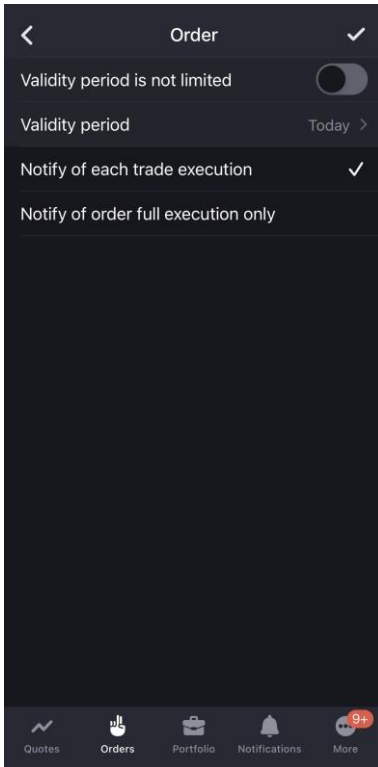 Order
Validity period is not limited
Validity period Today
Notify of each trade execution
Notify of order full execution only
9+
Quotes Orders Portfolio Notifications More